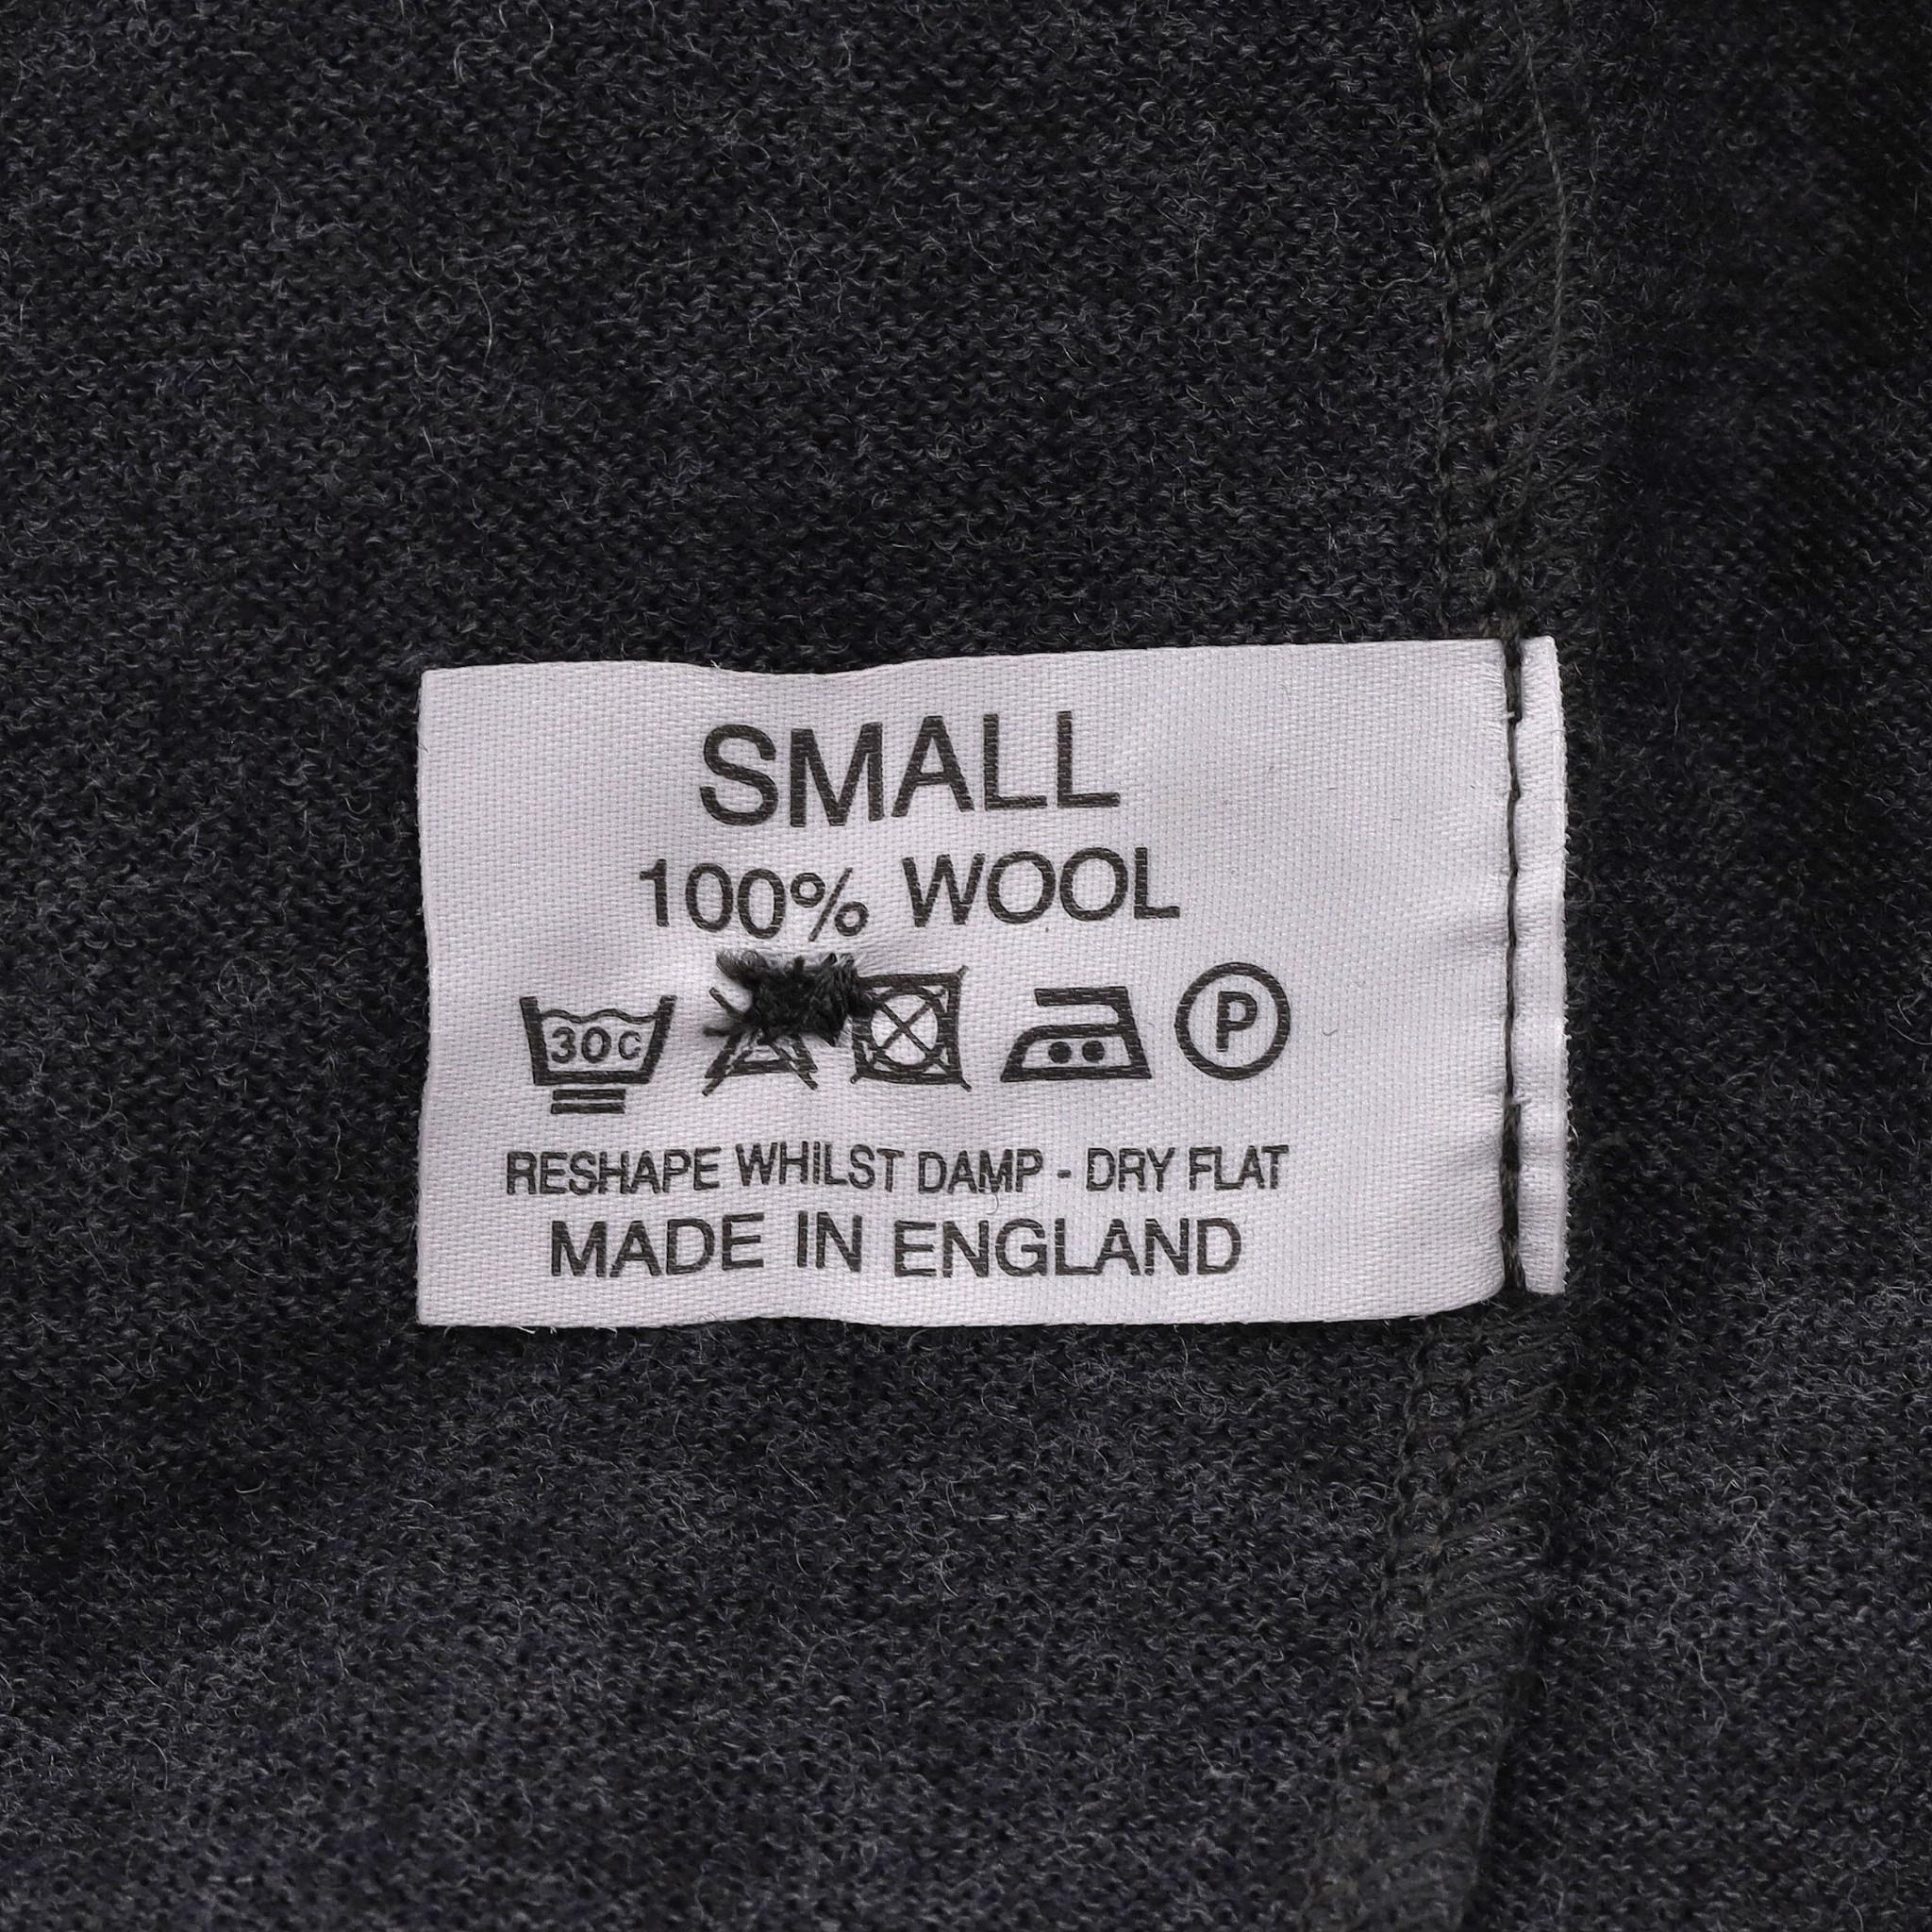 SMALL
100% WOOL
30C P
RESHAPE WHILST DAMP - DRY FLAT
MADE IN ENGLAND